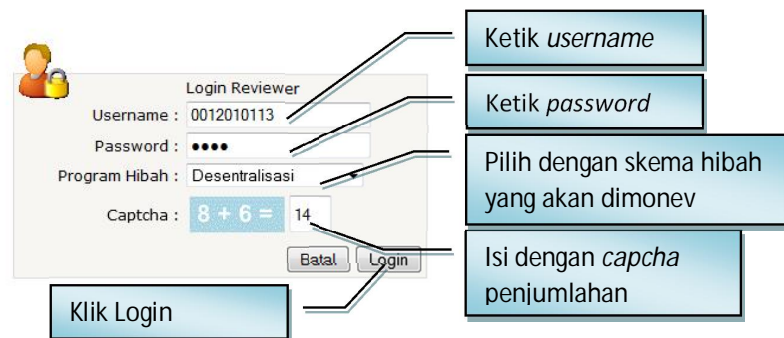 Ketik username
Login Reviewer
Username : 0012010113
Ketik password
Password : ••••
Program Hibah : Desentralisasi
Pilih dengan skema hibah
yang akan dimonev
Captcha : 8 + 6 = 14
Batal Login
Isi dengan capcha
penjumlahan
Klik Login